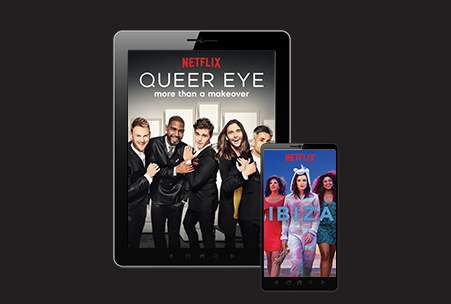 NETFLIX
QUEER EYE
more than a makeover
NETFLIX
IBIZA